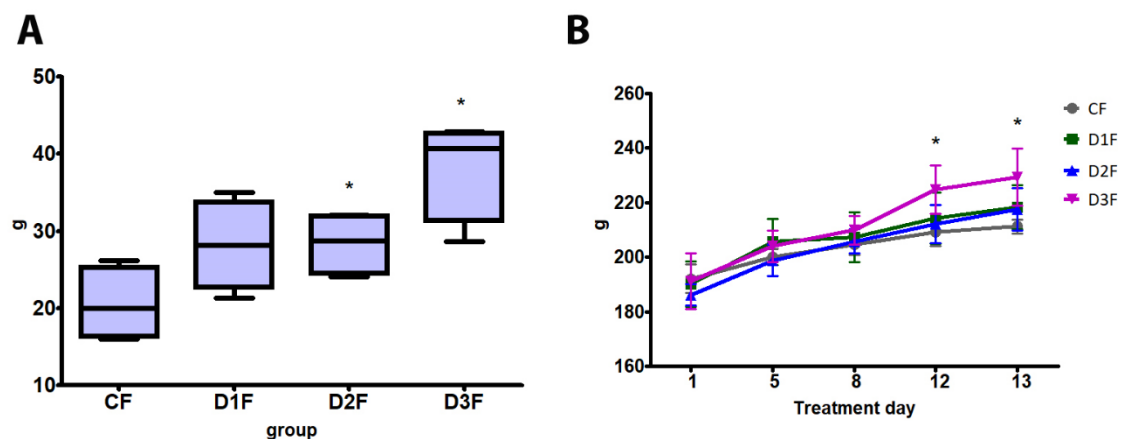 A
g
50
40
30
20
10
*
*
CF D1F D2F D3F
group
B
g
260
240
220
200
180
160
*
*
1 5 8 12 13
Treatment day
CF
D1F
D2F
D3F